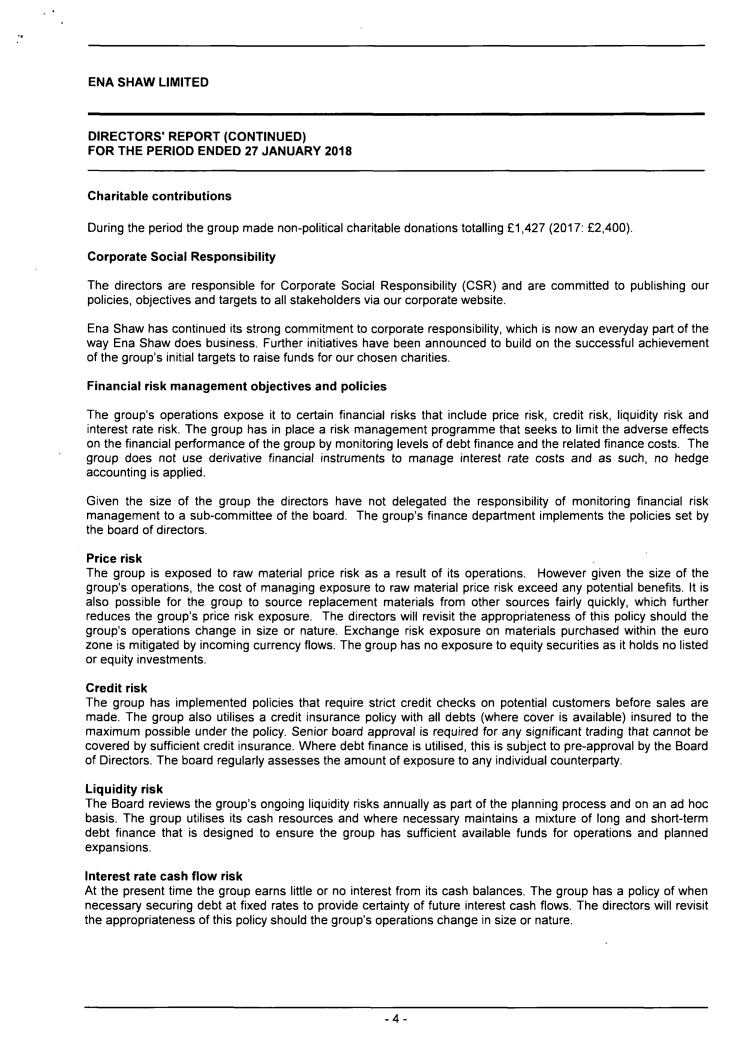 ENA SHAW LIMITED
DIRECTORS' REPORT (CONTINUED)
FOR THE PERIOD ENDED 27 JANUARY 2018
Charitable contributions
During the period the group made non-political charitable donations totalling £1,427 (2017: £2,400).
Corporate Social Responsibility
The directors are responsible for Corporate Social Responsibility (CSR) and are committed to publishing our
policies, objectives and targets to all stakeholders via our corporate website.
Ena Shaw has continued its strong commitment to corporate responsibility, which is now an everyday part of the
way Ena Shaw does business. Further initiatives have been announced to build on the successful achievement
of the group's initial targets to raise funds for our chosen charities.
Financial risk management objectives and policies
The group's operations expose it to certain financial risks that include price risk, credit risk, liquidity risk and
interest rate risk. The group has in place a risk management programme that seeks to limit the adverse effects
on the financial performance of the group by monitoring levels of debt finance and the related finance costs. The
group does not use derivative financial instruments to manage interest rate costs and as such, no hedge
accounting is applied.
Given the size of the group the directors have not delegated the responsibility of monitoring financial risk
management to a sub-committee of the board. The group's finance department implements the policies set by
the board of directors.
Price risk
The group is exposed to raw material price risk as a result of its operations. However given the size of the
group's operations, the cost of managing exposure to raw material price risk exceed any potential benefits. It is
also possible for the group to source replacement materials from other sources fairly quickly, which further
reduces the group's price risk exposure. The directors will revisit the appropriateness of this policy should the
group's operations change in size or nature. Exchange risk exposure on materials purchased within the euro
zone is mitigated by incoming currency flows. The group has no exposure to equity securities as it holds no listed
or equity investments.
Credit risk
The group has implemented policies that require strict credit checks on potential customers before sales are
made. The group also utilises a credit insurance policy with all debts (where cover is available) insured to the
maximum possible under the policy. Senior board approval is required for any significant trading that cannot be
covered by sufficient credit insurance. Where debt finance is utilised, this is subject to pre-approval by the Board
of Directors. The board regularly assesses the amount of exposure to any individual counterparty.
Liquidity risk
The Board reviews the group's ongoing liquidity risks annually as part of the planning process and on an ad hoc
basis. The group utilises its cash resources and where necessary maintains a mixture of long and short-term
debt finance that is designed to ensure the group has sufficient available funds for operations and planned
expansions.
Interest rate cash flow risk
At the present time the group earns little or no interest from its cash balances. The group has a policy of when
necessary securing debt at fixed rates to provide certainty of future interest cash flows. The directors will revisit
the appropriateness of this policy should the group's operations change in size or nature.
- 4 -